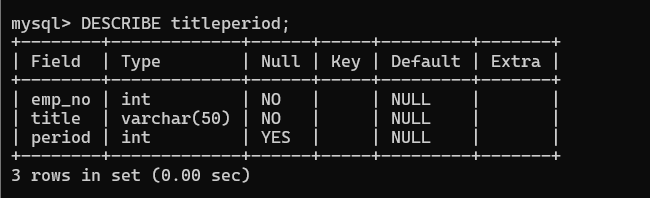 mysql> DESCRIBE titleperiod;
+--------+-------------+------+-----+---------+-------+
| Field  | Type        | Null | Key | Default | Extra |
+--------+-------------+------+-----+---------+-------+
| emp_no | int         | NO   |     | NULL    |       |
| title  | varchar(50) | NO   |     | NULL    |       |
| period | int         | YES  |     | NULL    |       |
+--------+-------------+------+-----+---------+-------+
3 rows in set (0.00 sec)